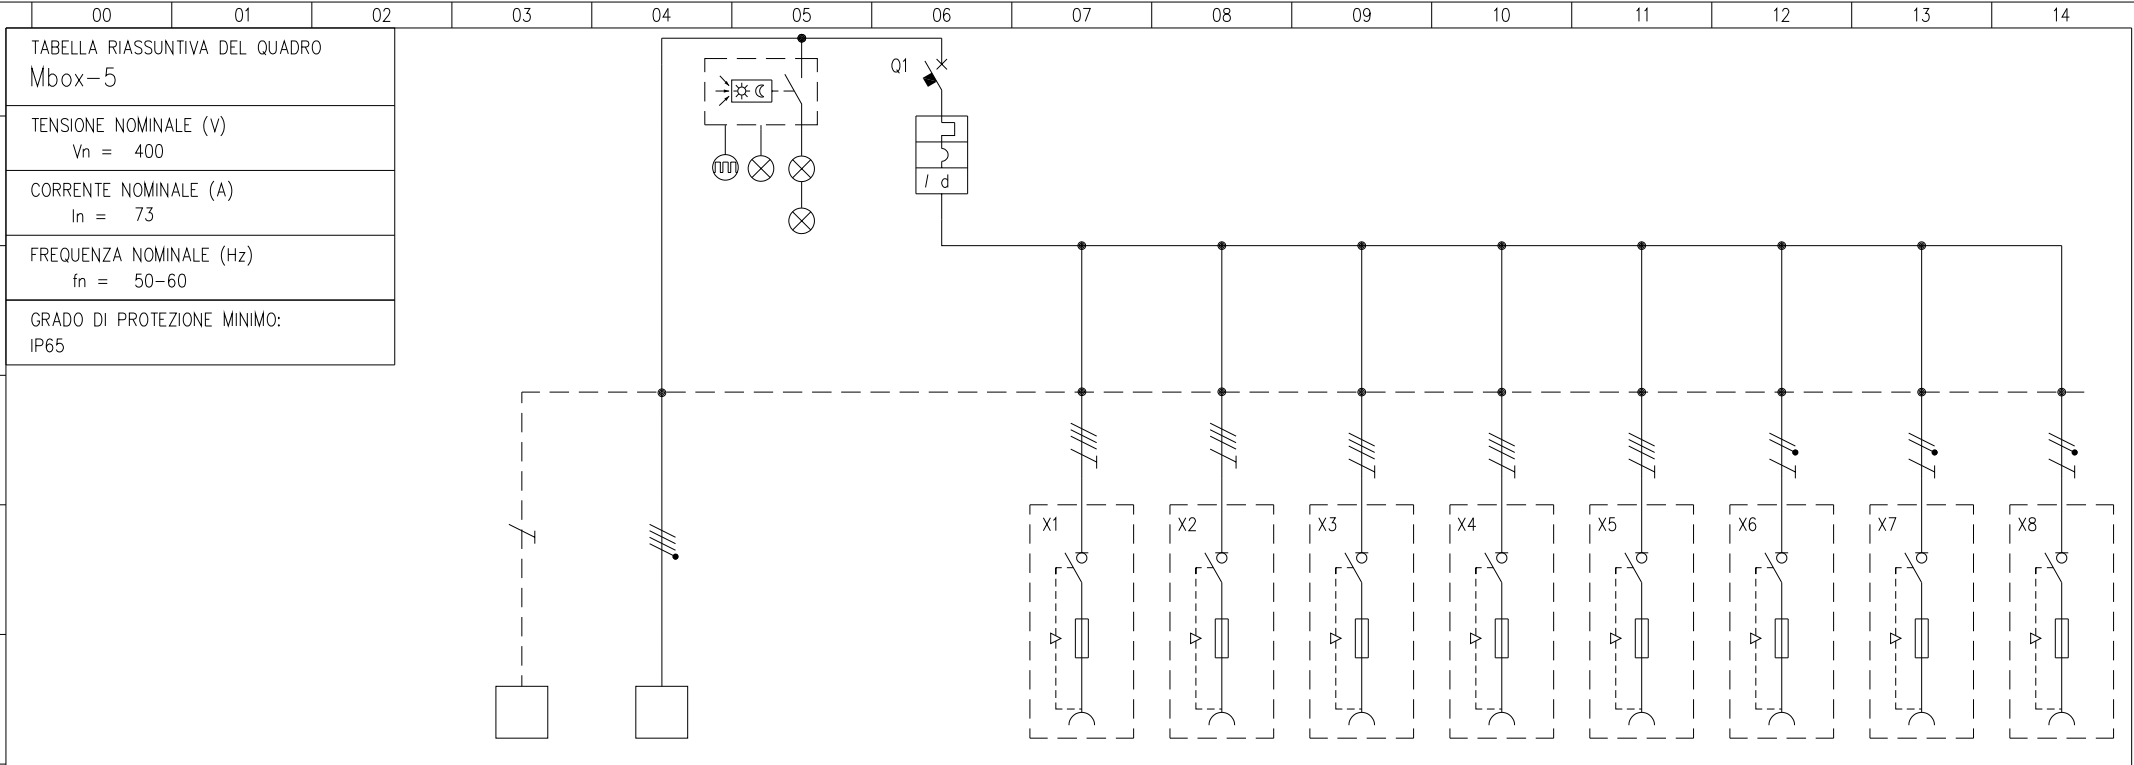 00 01 02 03 04 05 06 07 08 09 10 11 12 13 14
TABELLA RIASSUNTIVA DEL QUADRO
Mbox-5
TENSIONE NOMINALE (V)
Vn = 400
CORRENTE NOMINALE (A)
In = 73
FREQUENZA NOMINALE (Hz)
fn = 50-60
GRADO DI PROTEZIONE MINIMO:
IP65
Q1
I d
X1 X2 X3 X4 X5 X6 X7 X8